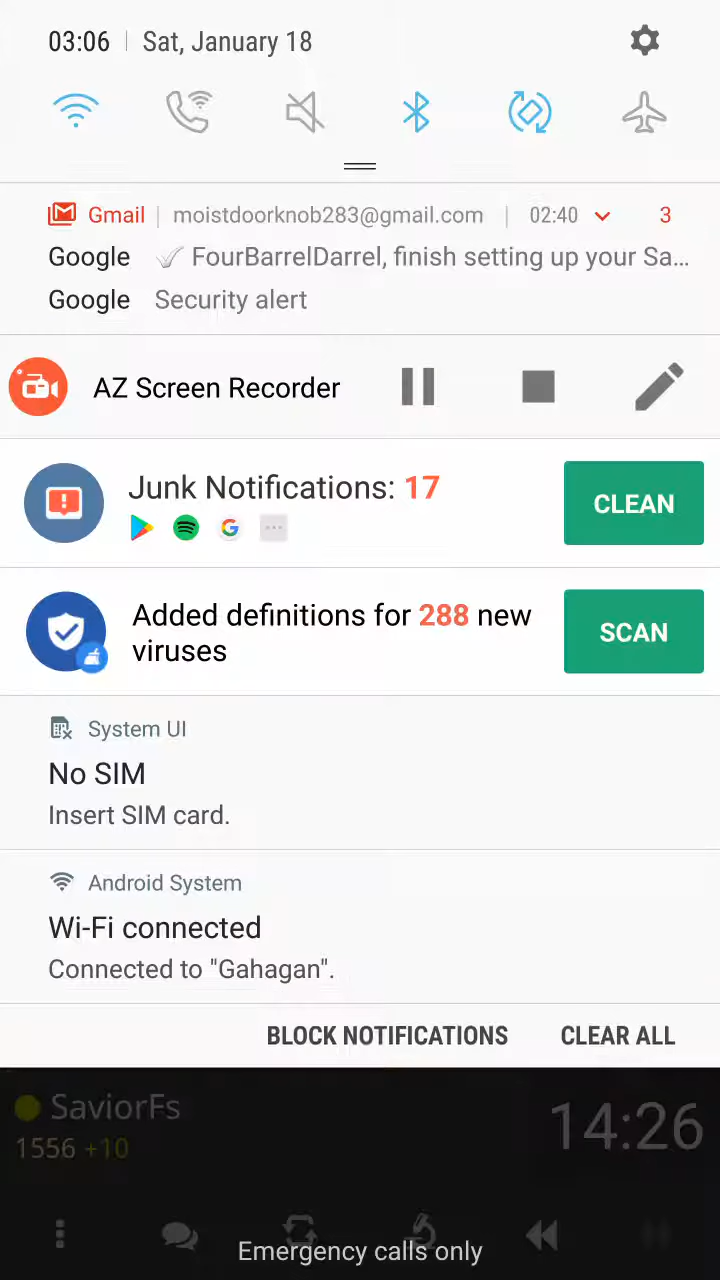 03:06 | Sat, January 18
Gmail | moistdoorknob283@gmail.com | 02:40 3
Google FourBarrelDarrel, finish setting up your Sa...
Google Security alert
AZ Screen Recorder
Junk Notifications: 17
CLEAN
Added definitions for 288 new
viruses
SCAN
System UI
No SIM
Insert SIM card.
Android System
Wi-Fi connected
Connected to "Gahagan".
BLOCK NOTIFICATIONS CLEAR ALL
SaviorFs
1556 +10
14:26
Emergency calls only